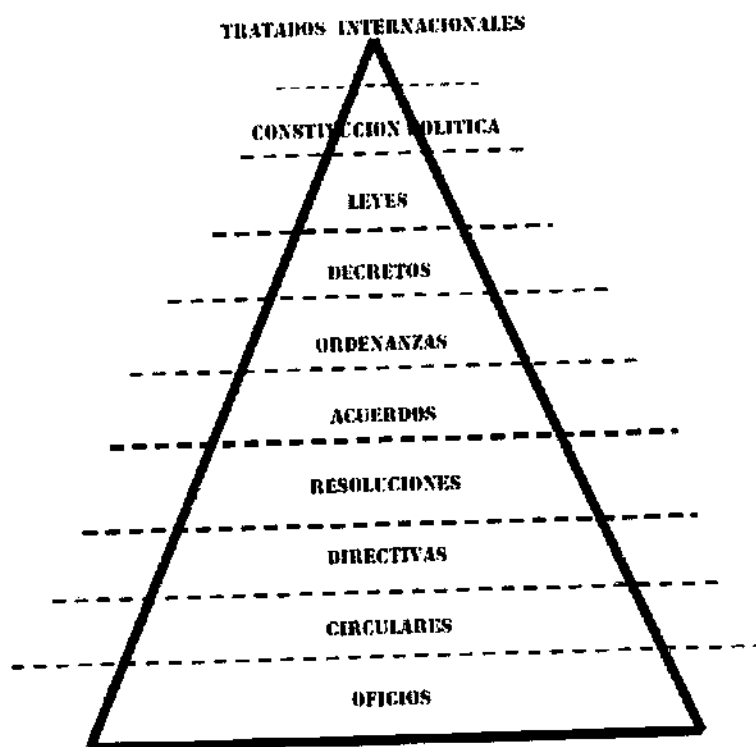 TRATADOS INTERNACIONALES
CONSTITUCION POLITICA
LEYES
DECRETOS
ORDENANZAS
ACUERDOS
RESOLUCIONES
DIRECTIVAS
CIRCULARES
OFICIOS